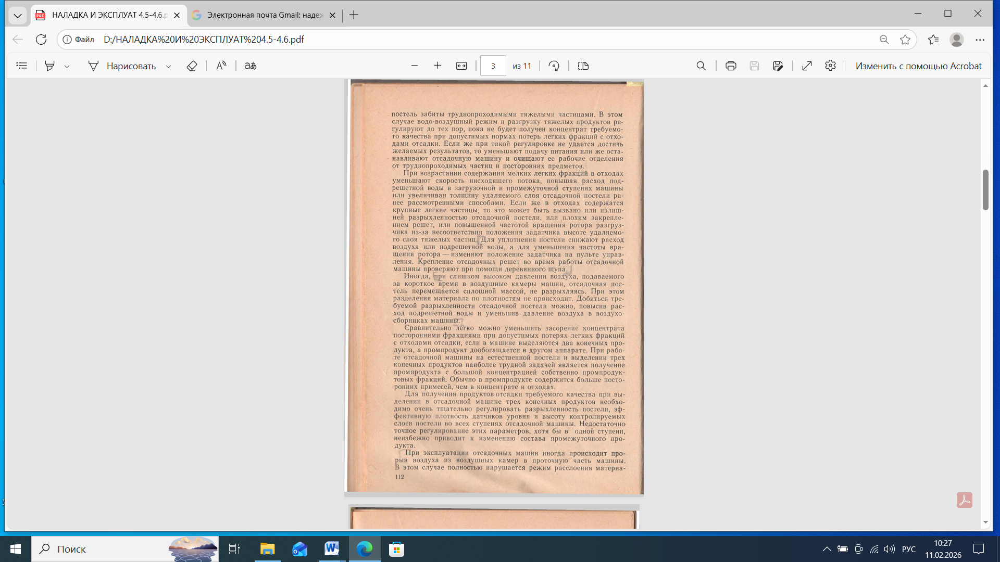 НАЛАДКА И ЭКСПЛУАТ 4.5-4.6.p
Электронная почта Gmail: надеж
Файл
D:/НАЛАДКА%20И%20ЭКСПЛУАТ%204.5-4.6.pdf
Нарисовать
aあ
3
из 11
Изменить с помощью Acrobat
постель забиты труднопроходимыми тяжелыми частицами. В этом
случае водо-воздушный режим и разгрузку тяжелых продуктов ре-
гулируют до тех пор, пока не будет получен концентрат требуемо-
го качества при допустимых нормах потерь легких фракций с отхо-
дами отсадки. Если же при такой регулировке не удается достичь
желаемых результатов, то уменьшают подачу питания или же оста-
навливают отсадочную машину и очищают ее рабочие отделения
от труднопроходимых частиц и посторонних предметов.
При возрастании содержания мелких легких фракций в отходах
уменьшают скорость нисходящего потока, повышая расход под-
решетной воды в загрузочной и промежуточной ступенях машины
или увеличивая толщину удаляемого слоя отсадочной постели ра-
нее рассмотренными способами. Если же в отходах содержатся
крупные легкие частицы, то это может быть вызвано или излиш-
ней разрыхленностью отсадочной постели, или плохим закрепле-
нием решет, или повышенной частотой вращения ротора разгруз-
чика из-за несоответствия положения задатчика высоте удаляемо-
го слоя тяжелых частиц. Для уплотнения постели снижают расход
воздуха или подрешетной воды, а для уменьшения частоты вра-
щения ротора — изменяют положение задатчика на пульте управ-
ления. Крепление отсадочных решет во время работы отсадочной
машины проверяют при помощи деревянного щупа.
Иногда, при слишком высоком давлении воздуха, подаваемого
за короткое время в воздушные камеры машин, отсадочная пос-
тель перемещается сплошной массой, не разрыхляясь. При этом
разделения материала по плотностям не происходит. Добиться тре-
буемой разрыхленности отсадочной постели можно, повысив рас-
ход подрешетной воды и уменьшив давление воздуха в воздухо-
сборниках машины.
Сравнительно легко можно уменьшить засорение концентрата
посторонними фракциями при допустимых потерях легких фракций
с отходами отсадки, если в машине выделяются два конечных про-
дукта, а промпродукт дообогащается в другом аппарате. При рабо-
те отсадочной машины на естественной постели и выделении трех
конечных продуктов наиболее трудной задачей является получение
промпродукта с большой концентрацией собственно промпродук-
товых фракций. Обычно в промпродукте содержится больше посто-
ронних примесей, чем в концентрате и отходах.
Для получения продуктов отсадки требуемого качества при вы-
делении в отсадочной машине трех конечных продуктов необхо-
димо очень тщательно регулировать разрыхленность постели, эф-
фективную плотность датчиков уровня и высоту контролируемых
слоев постели во всех ступенях отсадочной машины. Недостаточно
точное регулирование этих параметров, хотя бы в одной ступени,
неизбежно приводит к изменению состава промежуточного про-
дукта.
При эксплуатации отсадочных машин иногда происходит про-
рыв воздуха из воздушных камер в проточную часть машины.
В этом случае полностью нарушается режим расслоения материа-
112
Поиск
РУС
10:27
11.02.2026